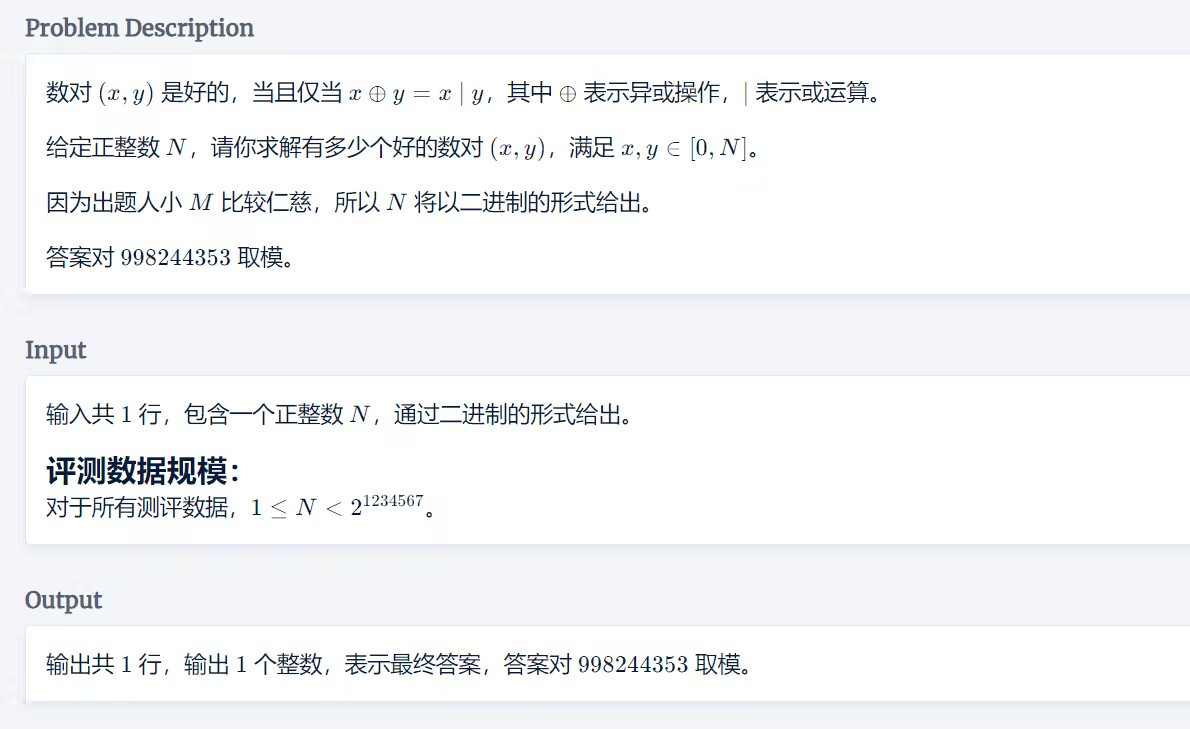 Problem Description
数对 (x, y) 是好的，当且仅当 x ⊕ y = x | y，其中 ⊕ 表示异或操作，| 表示或运算。
给定正整数 N，请你求解有多少个好的数对 (x, y)，满足 x, y ∈ [0, N]。
因为出题人小 M 比较仁慈，所以 N 将以二进制的形式给出。
答案对 998244353 取模。
Input
输入共 1 行，包含一个正整数 N，通过二进制的形式给出。
评测数据规模：
对于所有测评数据，1 ≤ N < 2^1234567。
Output
输出共 1 行，输出 1 个整数，表示最终答案，答案对 998244353 取模。